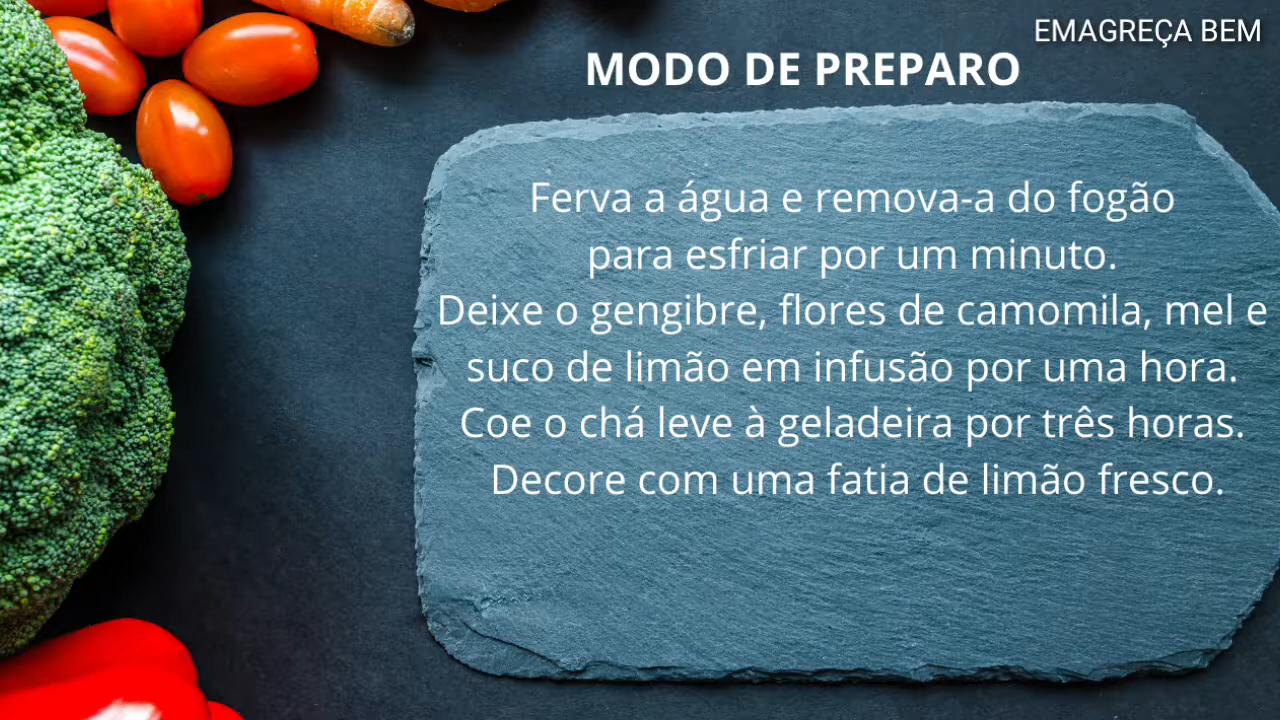 EMAGREÇA BEM
MODO DE PREPARO
Ferva a água e remova-a do fogão
para esfriar por um minuto.
Deixe o gengibre, flores de camomila, mel e
suco de limão em infusão por uma hora.
Coe o chá leve à geladeira por três horas.
Decore com uma fatia de limão fresco.